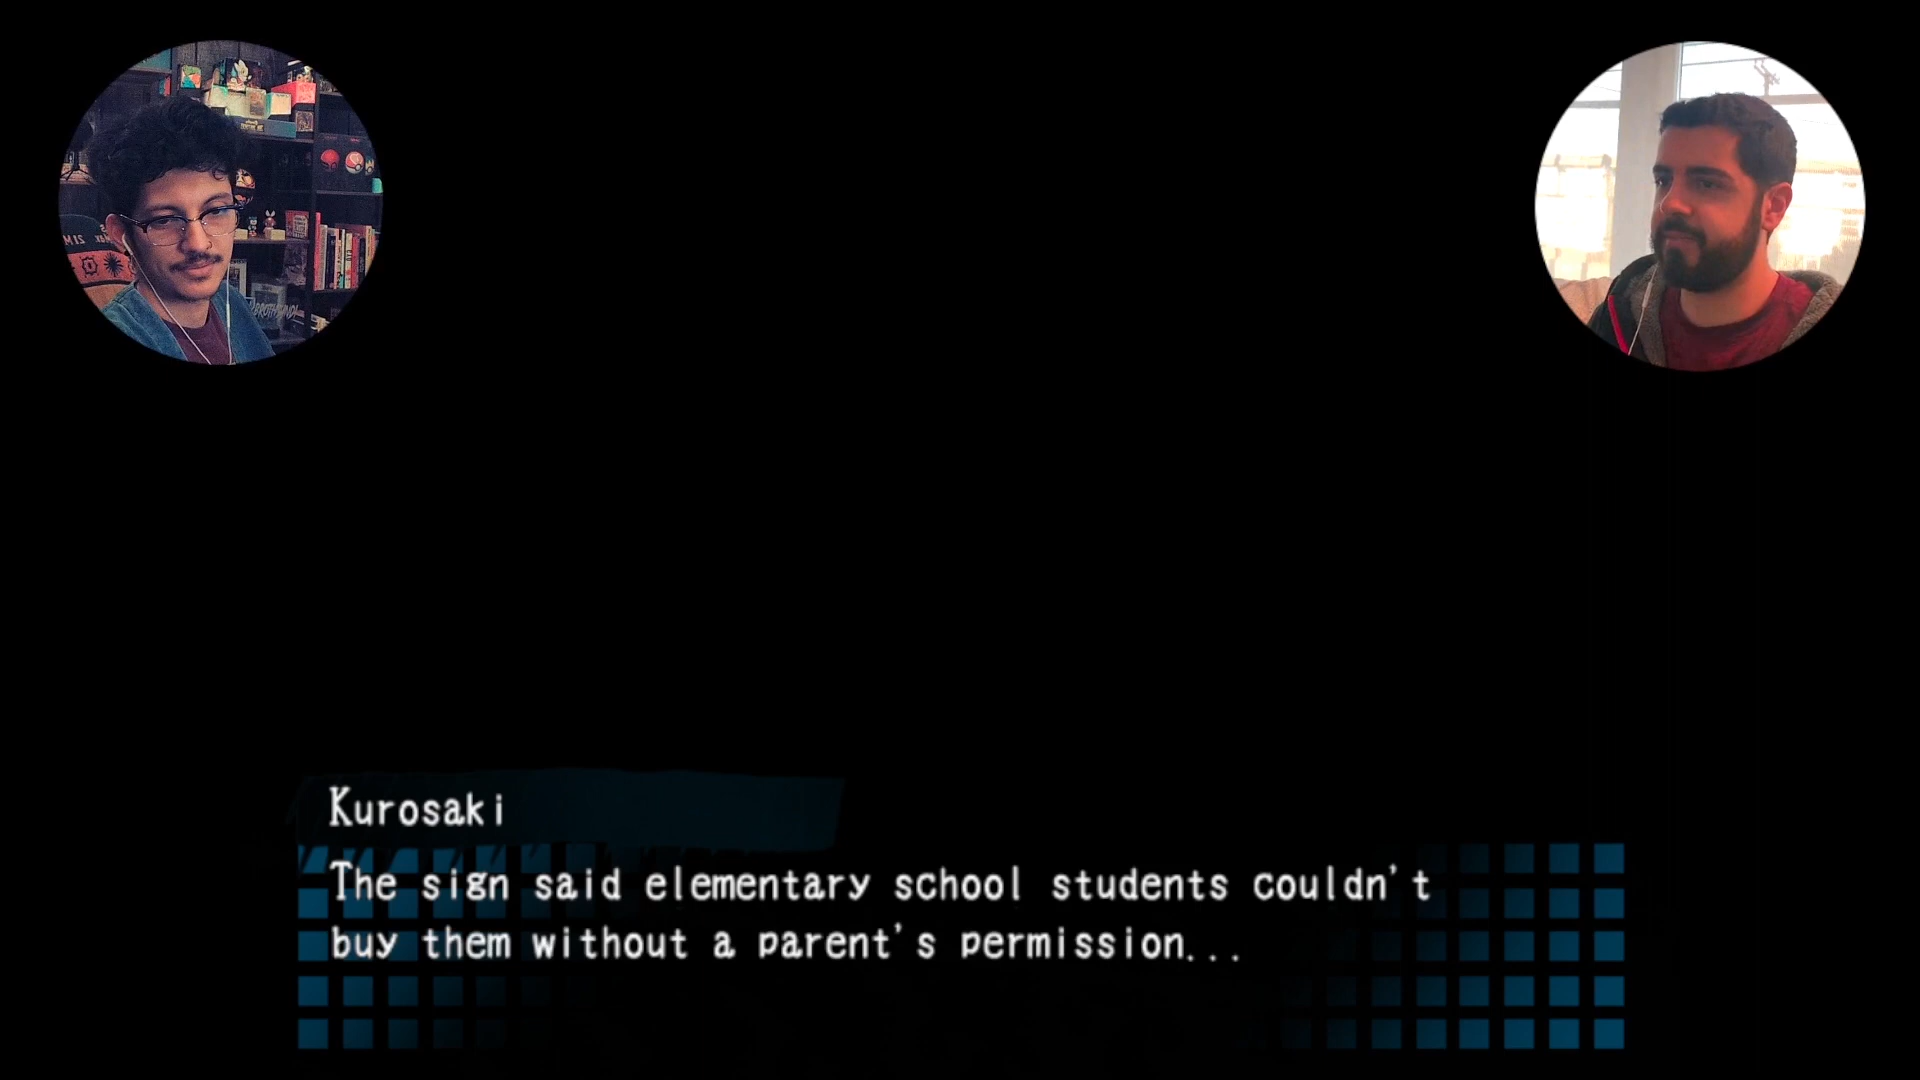 Kurosaki
The sign said elementary school students couldn't
buy them without a parent's permission...